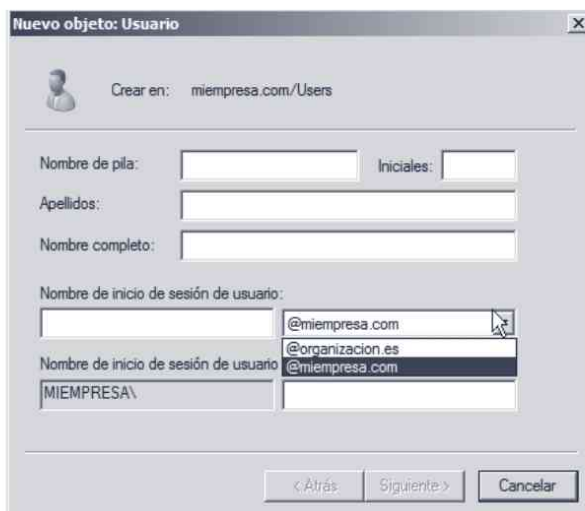 Nuevo objeto: Usuario
Crear en: miempresa.com/Users
Nombre de pila: Iniciales:
Apellidos:
Nombre completo:
Nombre de inicio de sesión de usuario:
@miempresa.com
@organizacion.es
Nombre de inicio de sesión de usuario @miempresa.com
MIEMPRESA\
< Atrás Siguiente > Cancelar